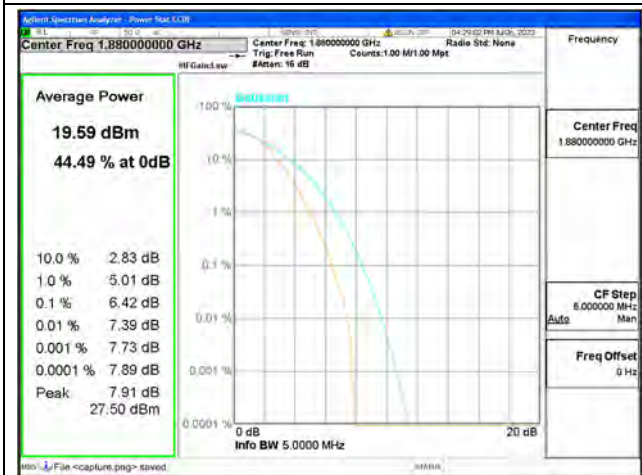 Agilent Spectrum Analyzer - Power Stat CCDF
Center Freq 1.880000000 GHz
Center Freq: 1.880000000 GHz
Radio Std: None
Trig: Free Run
Counts:1.00 M/1.00 Mpt
#IFGain:Low
#Atten: 16 dB
Average Power
19.59 dBm
44.49 % at 0dB
10.0 % 2.83 dB
1.0 % 5.01 dB
0.1 % 6.42 dB
0.01 % 7.39 dB
0.001 % 7.73 dB
0.0001 % 7.89 dB
Peak 7.91 dB
27.50 dBm
100 %
Gaussian
10 %
1 %
0.1 %
0.01 %
0.001 %
0.0001 %
0 dB
20 dB
Info BW 5.0000 MHz
Frequency
Center Freq
1.880000000 GHz
CF Step
5.000000 MHz
Auto Man
Freq Offset
0 Hz
MSG
File <capture.png> saved
STATUS